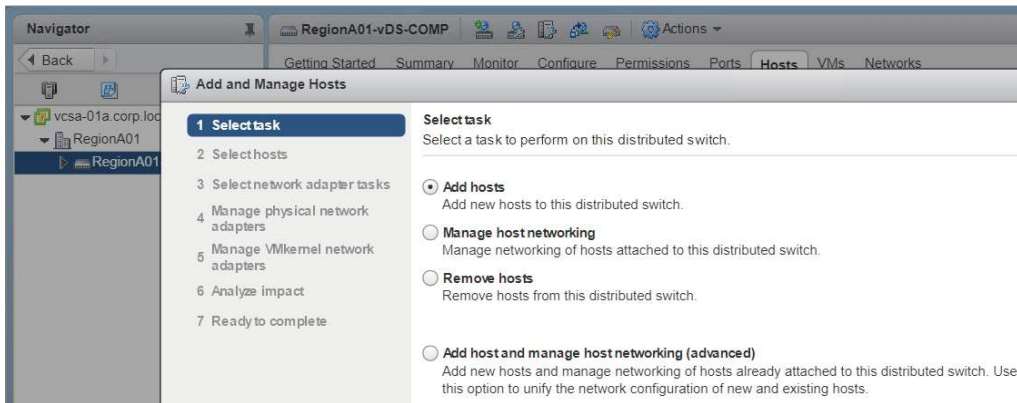 Navigator
RegionA01-vDS-COMP
Actions
Back
Getting Started Summary Monitor Configure Permissions Ports Hosts VMs Networks
Add and Manage Hosts
vcsa-01a.corp.loc
RegionA01
RegionA01
1 Select task
2 Select hosts
3 Select network adapter tasks
4 Manage physical network
adapters
5 Manage VMkernel network
adapters
6 Analyze impact
7 Ready to complete
Select task
Select a task to perform on this distributed switch.
Add hosts
Add new hosts to this distributed switch.
Manage host networking
Manage networking of hosts attached to this distributed switch.
Remove hosts
Remove hosts from this distributed switch.
Add host and manage host networking (advanced)
Add new hosts and manage networking of hosts already attached to this distributed switch. Use
this option to unify the network configuration of new and existing hosts.